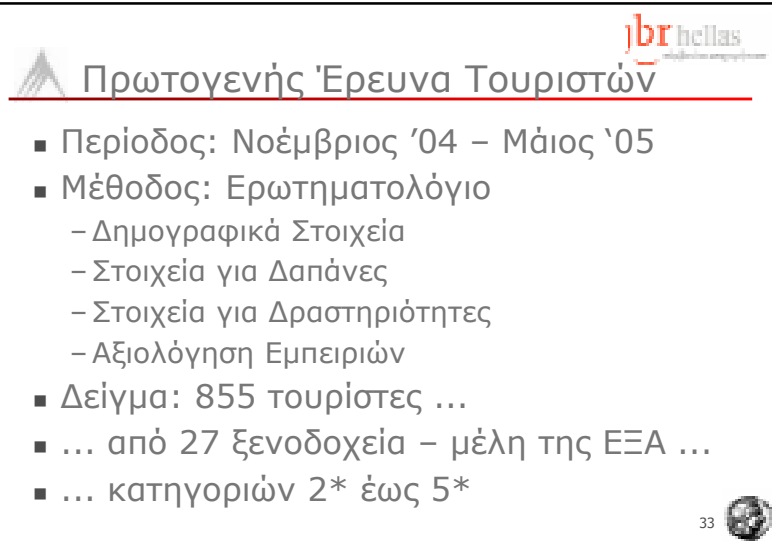 jbr hellas
Πρωτογενής Έρευνα Τουριστών
▪ Περίοδος: Νοέμβριος ’04 – Μάιος ‘05
▪ Μέθοδος: Ερωτηματολόγιο
– Δημογραφικά Στοιχεία
– Στοιχεία για Δαπάνες
– Στοιχεία για Δραστηριότητες
– Αξιολόγηση Εμπειριών
▪ Δείγμα: 855 τουρίστες ...
▪ ... από 27 ξενοδοχεία – μέλη της ΕΞΑ ...
▪ ... κατηγοριών 2* έως 5*
33